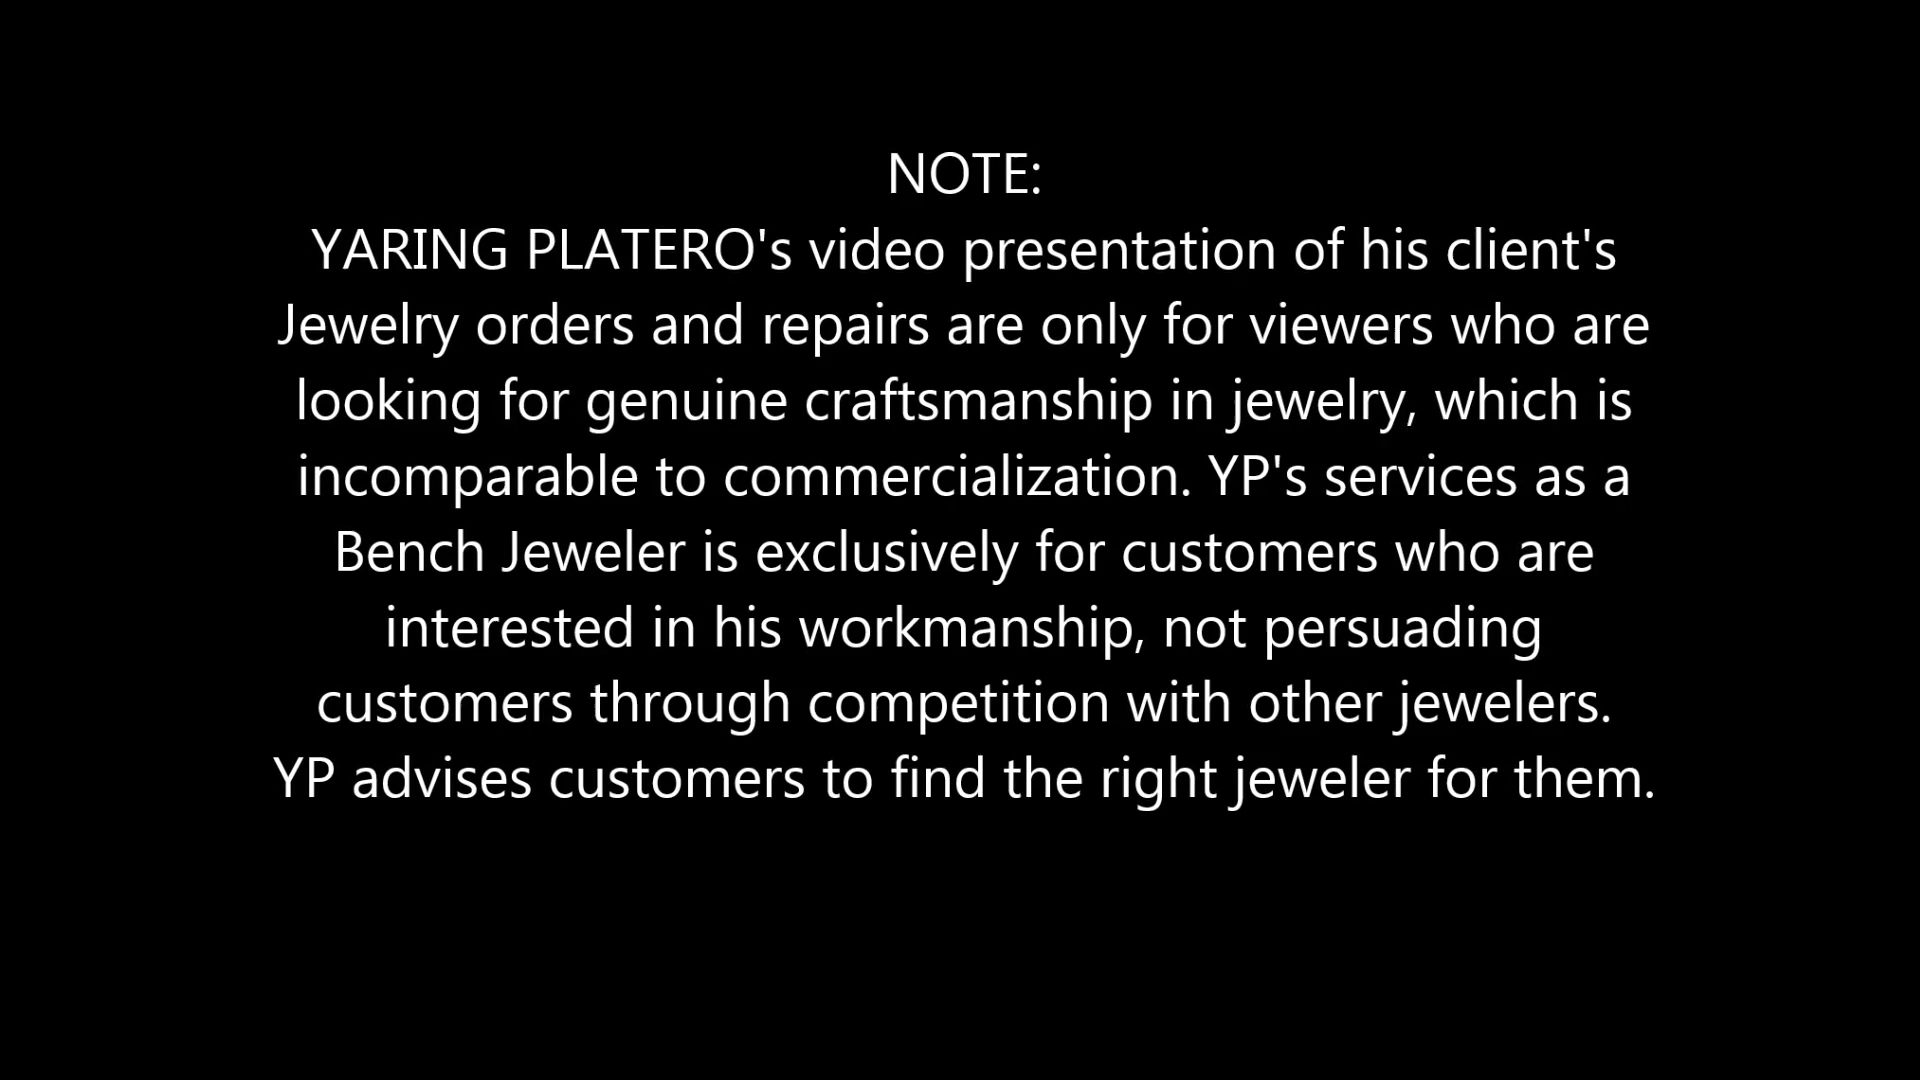 NOTE:
YARING PLATERO's video presentation of his client's
Jewelry orders and repairs are only for viewers who are
looking for genuine craftsmanship in jewelry, which is
incomparable to commercialization. YP's services as a
Bench Jeweler is exclusively for customers who are
interested in his workmanship, not persuading
customers through competition with other jewelers.
YP advises customers to find the right jeweler for them.